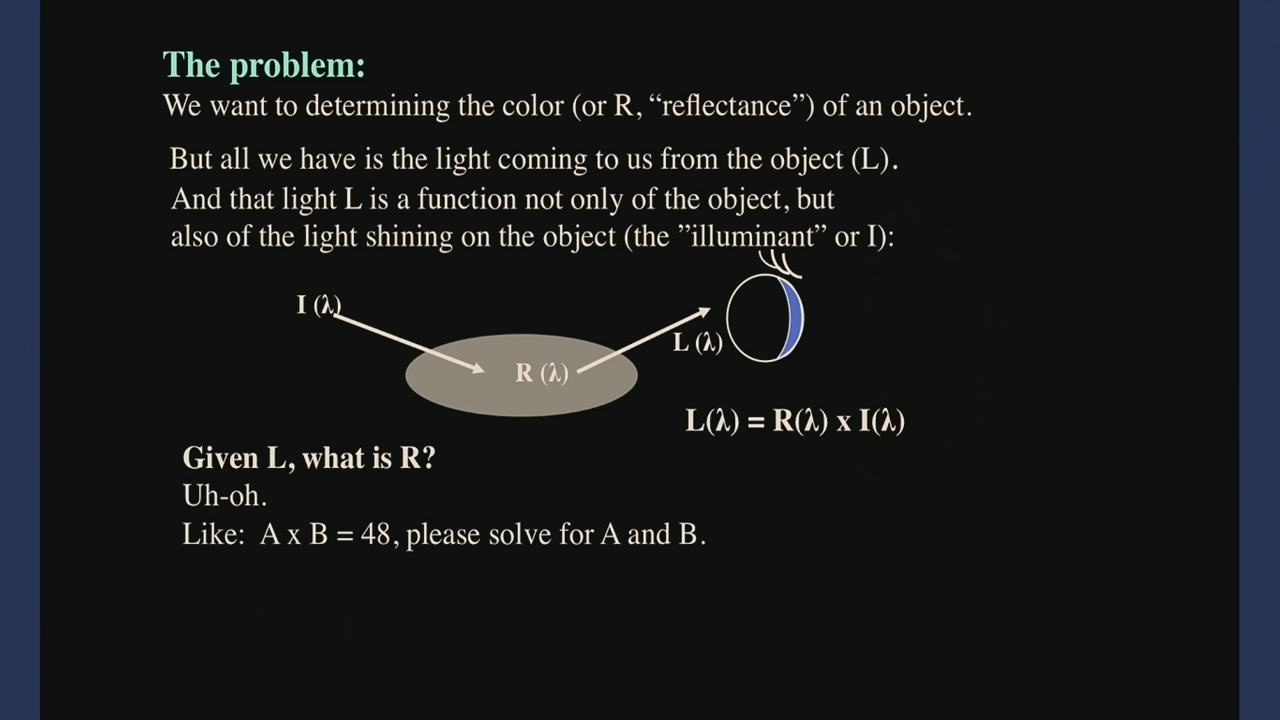 The problem:
We want to determining the color (or R, “reflectance”) of an object.
But all we have is the light coming to us from the object (L).
And that light L is a function not only of the object, but
also of the light shining on the object (the ”illuminant” or I):
I (λ)
R (λ)
L (λ)
L(λ) = R(λ) x I(λ)
Given L, what is R?
Uh-oh.
Like:  A x B = 48, please solve for A and B.